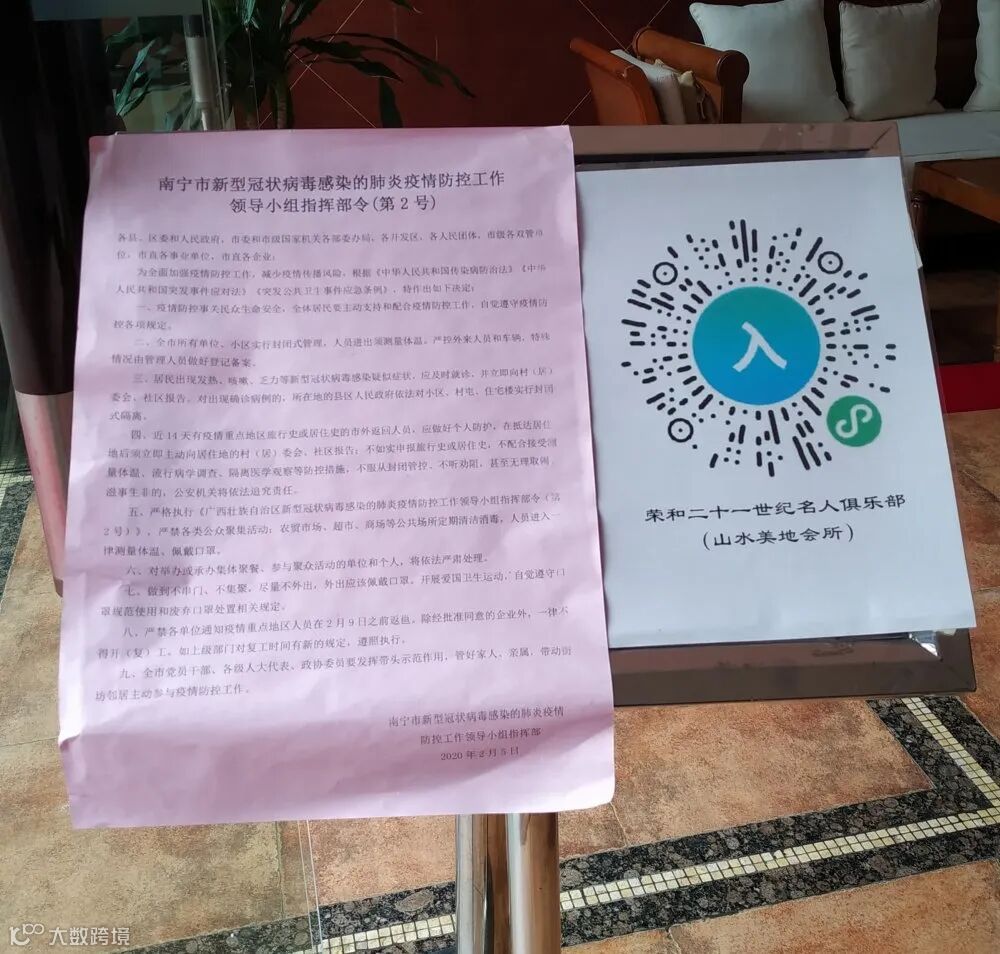 南宁市新型冠状病毒感染的肺炎疫情防控工作
领导小组指挥部令(第2号)
各县、区委和人民政府，市委和市级国家机关各部委办局，各开发区，各人民团体，市级各双管单
位，市直各事业单位，市直各企业：
为全面加强疫情防控工作，减少疫情传播风险，根据《中华人民共和国传染病防治法》《中华
人民共和国突发事件应对法》《突发公共卫生事件应急条例》，特作出如下决定：
一、疫情防控事关民众生命安全，全体居民要主动支持和配合疫情防控工作，自觉遵守疫情防
控各项规定。
二、全市所有单位、小区实行封闭式管理，人员进出须测量体温。严控外来人员和车辆，特殊
情况由管理人员做好登记备案。
三、居民出现发热、咳嗽、乏力等新型冠状病毒感染疑似症状，应及时就诊，并立即向村（居）
委会、社区报告。对出现确诊病例的，所在地的县区人民政府依法对小区、村屯、住宅楼实行封闭
式隔离。
四、近14天有疫情重点地区旅行史或居住史的市外返回人员，应做好个人防护，在抵达居住
地后须立即主动向居住地的村（居）委会、社区报告；不如实申报旅行史或居住史，不配合接受测
量体温、流行病学调查、隔离医学观察等防控措施，不服从封闭管控、不听劝阻，甚至无理取闹、
滋事生非的，公安机关将依法追究责任。
五、严格执行《广西壮族自治区新型冠状病毒感染的肺炎疫情防控工作领导小组指挥部令（第
2号）》，严禁各类公众聚集活动；农贸市场、超市、商场等公共场所定期清洁消毒，人员进入一
律测量体温、佩戴口罩。
六、对举办或承办集体聚餐、参与聚众活动的单位和个人，将依法严肃处理。
七、做到不串门、不集聚，尽量不外出，外出应该佩戴口罩。开展爱国卫生运动，自觉遵守口
罩规范使用和废弃口罩处置相关规定。
八、严禁各单位通知疫情重点地区人员在2月9日之前返邕。除经批准同意的企业外，一律不
得开（复）工。如上级部门对复工时间有新的规定，遵照执行。
九、全市党员干部、各级人大代表、政协委员要发挥带头示范作用，管好家人、亲属，带动街
坊邻居主动参与疫情防控工作。
南宁市新型冠状病毒感染的肺炎疫情
防控工作领导小组指挥部
2020年2月5日
入
荣和二十一世纪名人俱乐部
(山水美地会所)
大数跨境